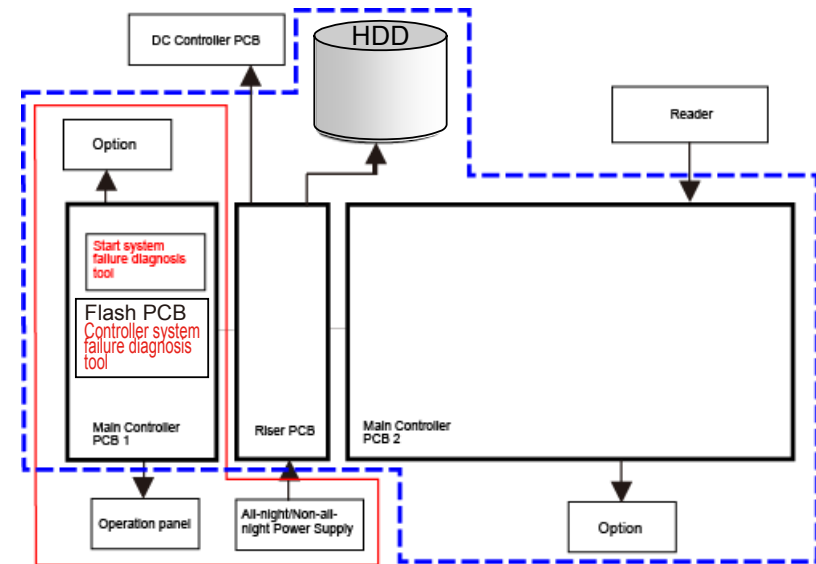 DC Controller PCB
HDD
Reader
Option
Start system
failure diagnosis
tool
Flash PCB
Controller system
failure diagnosis
tool
Main Controller
PCB 1
Riser PCB
Main Controller
PCB 2
Operation panel
All-night/Non-all-
night Power Supply
Option